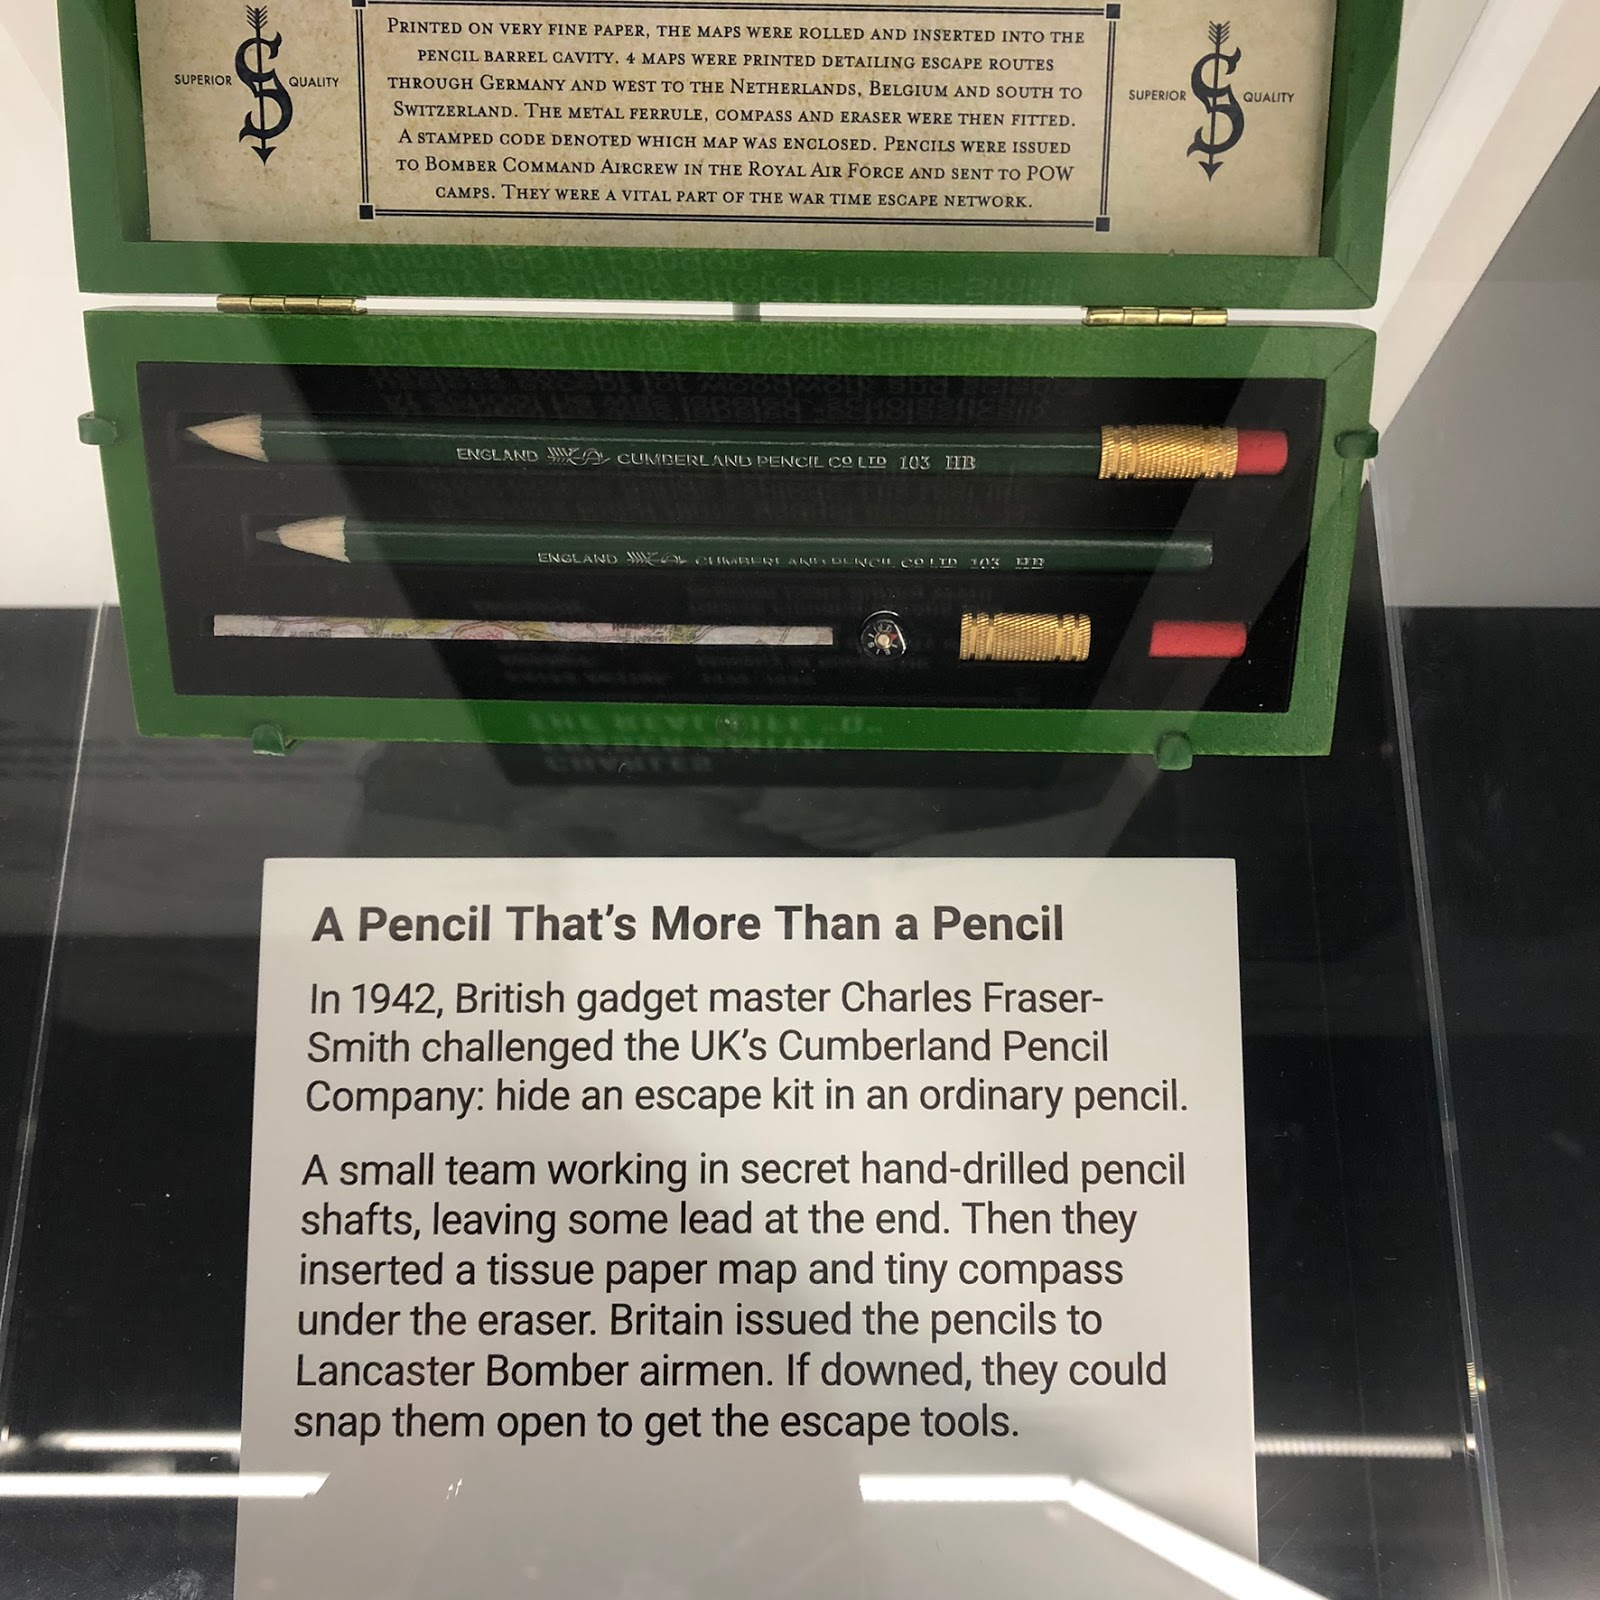 PRINTED ON VERY FINE PAPER, THE MAPS WERE ROLLED AND INSERTED INTO THE
PENCIL BARREL CAVITY. 4 MAPS WERE PRINTED DETAILING ESCAPE ROUTES
THROUGH GERMANY AND WEST TO THE NETHERLANDS, BELGIUM AND SOUTH TO
SWITZERLAND. THE METAL FERRULE, COMPASS AND ERASER WERE THEN FITTED.
A STAMPED CODE DENOTED WHICH MAP WAS ENCLOSED. PENCILS WERE ISSUED
TO BOMBER COMMAND AIRCREW IN THE ROYAL AIR FORCE AND SENT TO POW
CAMPS. THEY WERE A VITAL PART OF THE WAR TIME ESCAPE NETWORK.
SUPERIOR S QUALITY
SUPERIOR S QUALITY
ENGLAND CUMBERLAND PENCIL CO LTD 103 HB
ENGLAND CUMBERLAND PENCIL CO LTD 103 HB
A Pencil That's More Than a Pencil
In 1942, British gadget master Charles Fraser-
Smith challenged the UK's Cumberland Pencil
Company: hide an escape kit in an ordinary pencil.
A small team working in secret hand-drilled pencil
shafts, leaving some lead at the end. Then they
inserted a tissue paper map and tiny compass
under the eraser. Britain issued the pencils to
Lancaster Bomber airmen. If downed, they could
snap them open to get the escape tools.